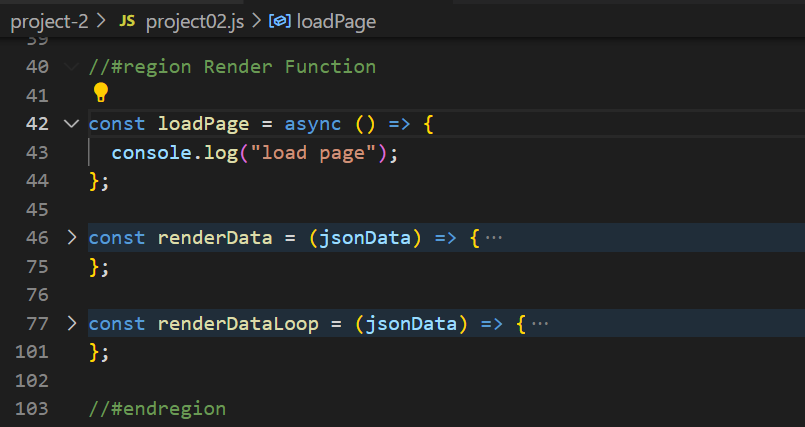 project-2 > JS project02.js > loadPage
39
40 //#region Render Function
41
42 const loadPage = async () => {
43 console.log("load page");
44 };
45
46 const renderData = (jsonData) => { ···
75 };
76
77 const renderDataLoop = (jsonData) => { ···
101 };
102
103 //#endregion